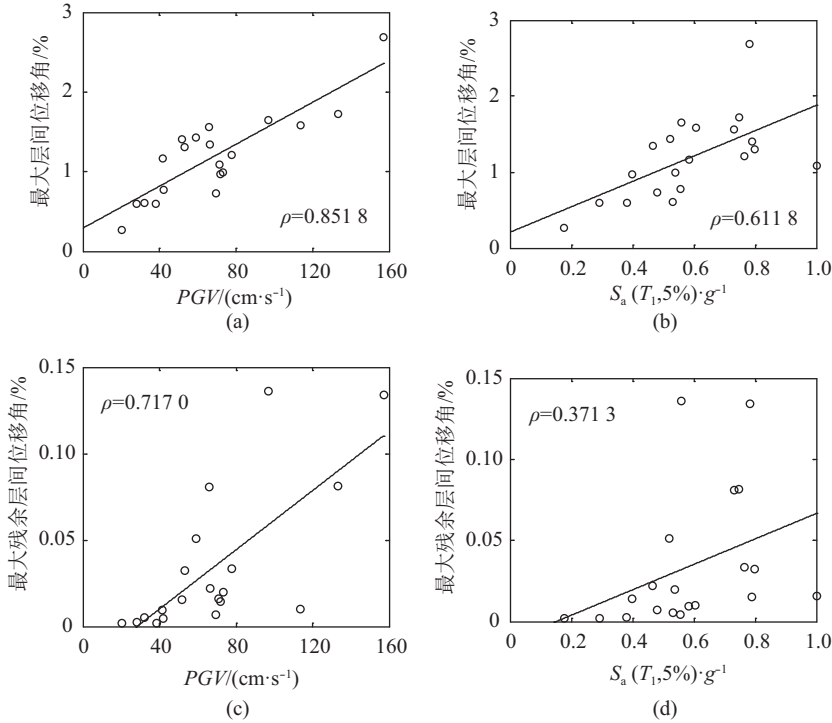 3
2
1
0
最大层间位移角/%
ρ=0.851 8
0 40 80 120 160
PGV/(cm·s⁻¹)
(a)
3
2
1
0
最大层间位移角/%
ρ=0.611 8
0 0.2 0.4 0.6 0.8 1.0
Sₐ (T₁,5%)·g⁻¹
(b)
0.15
0.10
0.05
0
最大残余层间位移角/%
ρ=0.717 0
0 40 80 120 160
PGV/(cm·s⁻¹)
(c)
0.15
0.10
0.05
0
最大残余层间位移角/%
ρ=0.371 3
0 0.2 0.4 0.6 0.8 1.0
Sₐ (T₁,5%)·g⁻¹
(d)